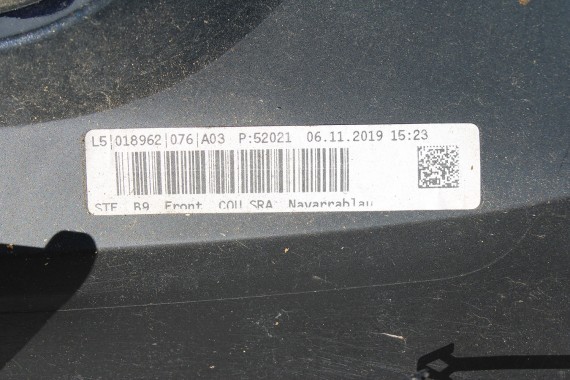 L5|018962|076|A03 P:52021 06.11.2019 15:23
STF B9 Front COU SRA Navarrablau